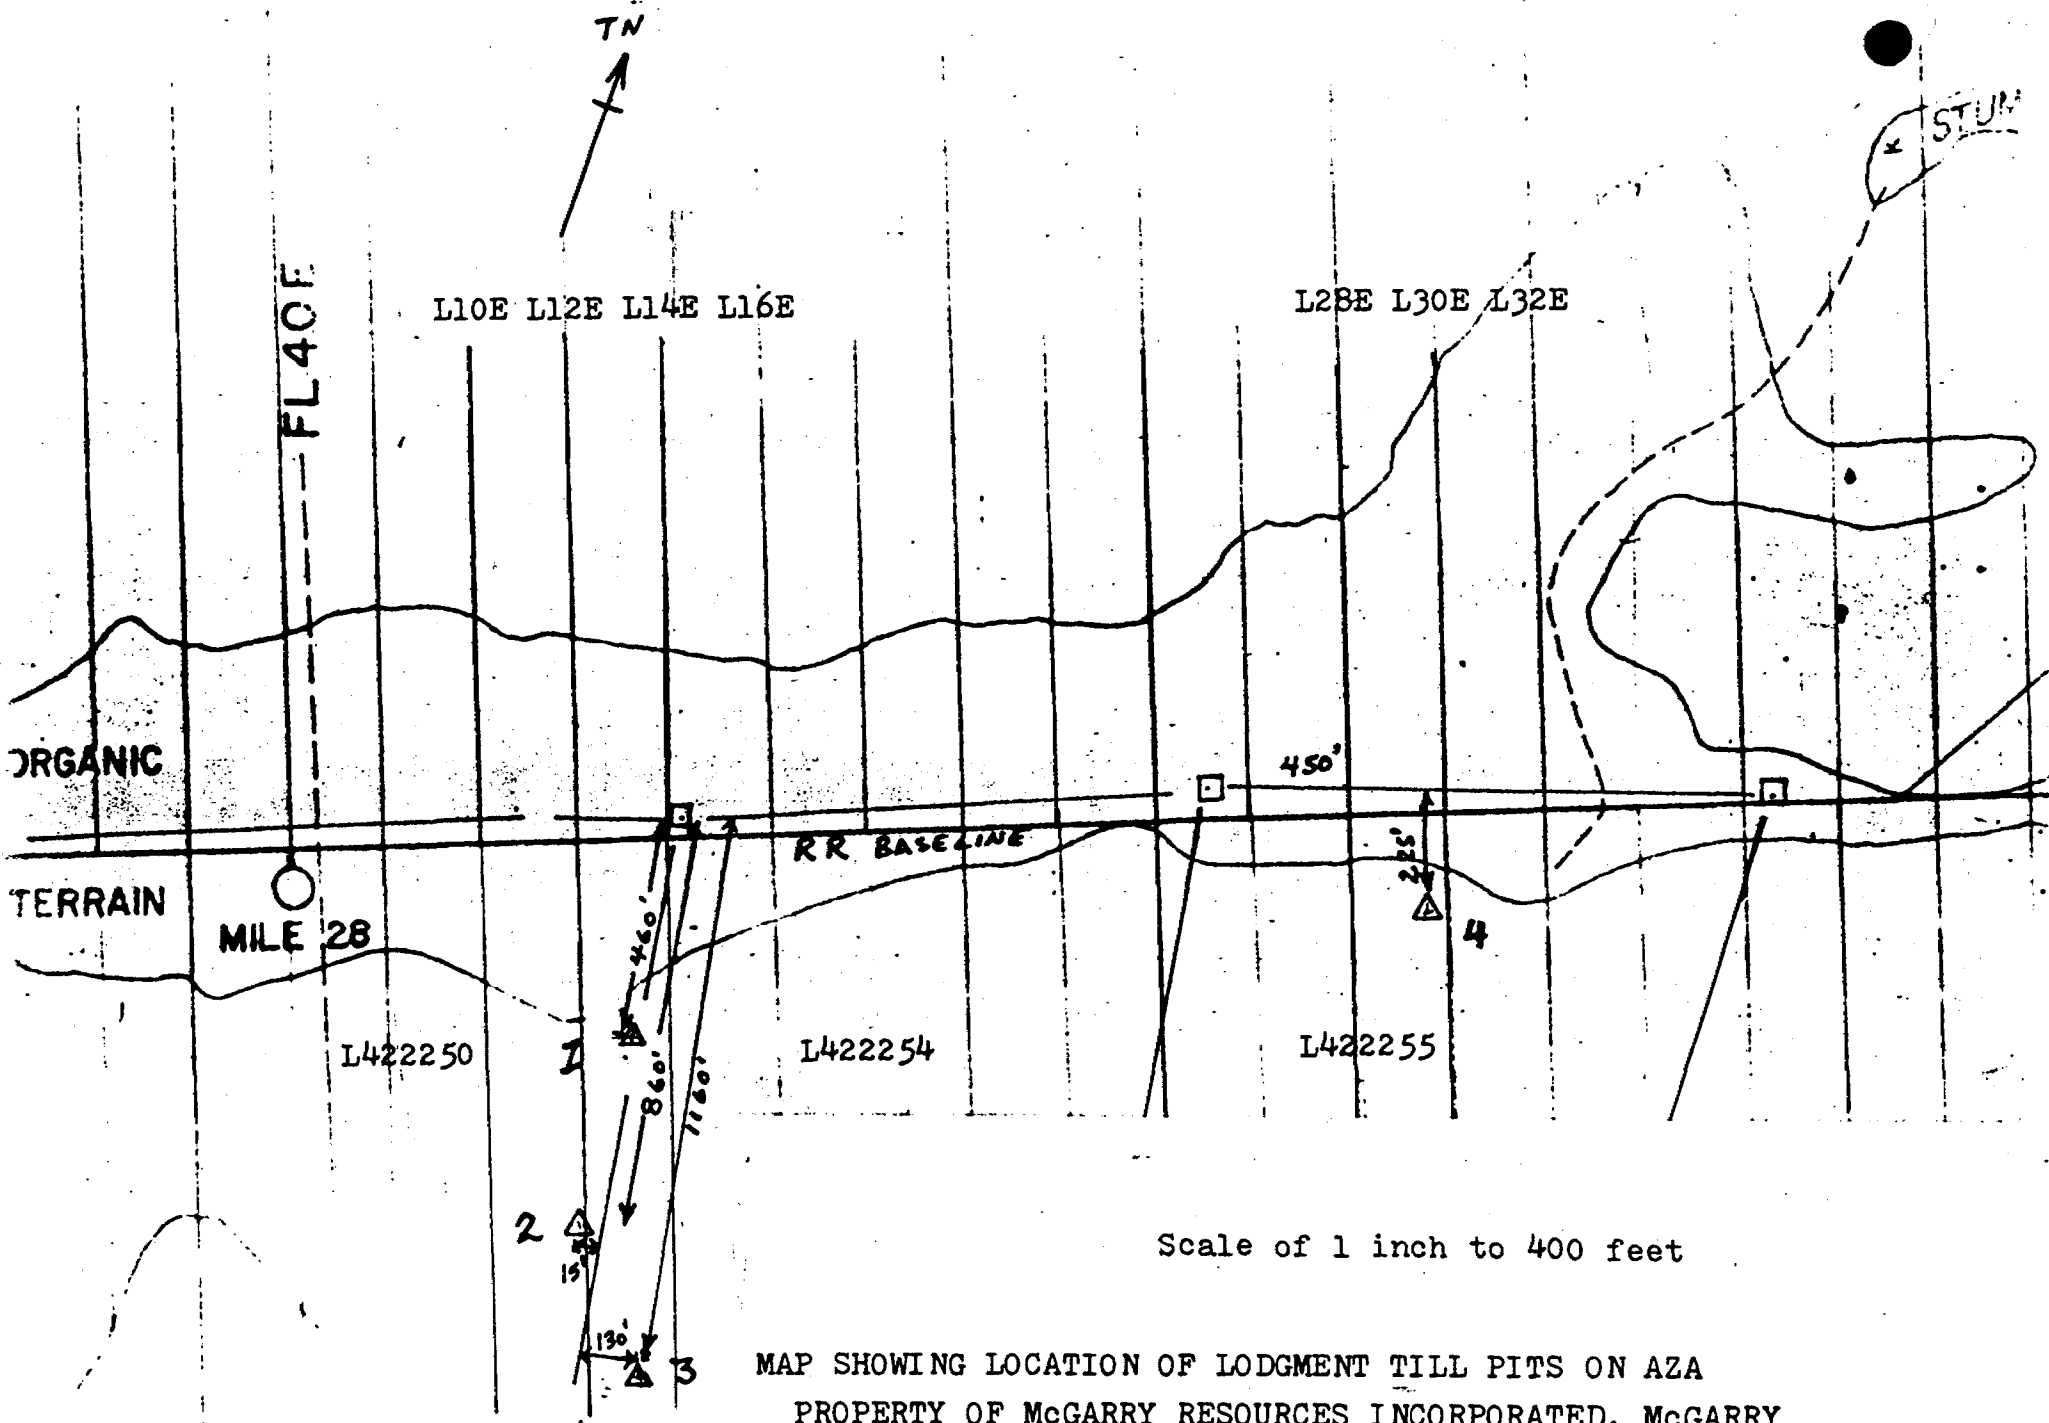 TN
STUM
FL40E
L10E L12E L14E L16E
L28E L30E L32E
ORGANIC
450'
RR BASELINE
225'
TERRAIN
MILE 28
460'
4
L422250
1
860'
1160'
L422254
L422255
2
15'
Scale of 1 inch to 400 feet
130'
3
MAP SHOWING LOCATION OF LODGMENT TILL PITS ON AZA
PROPERTY OF McGARRY RESOURCES INCORPORATED, McGARRY